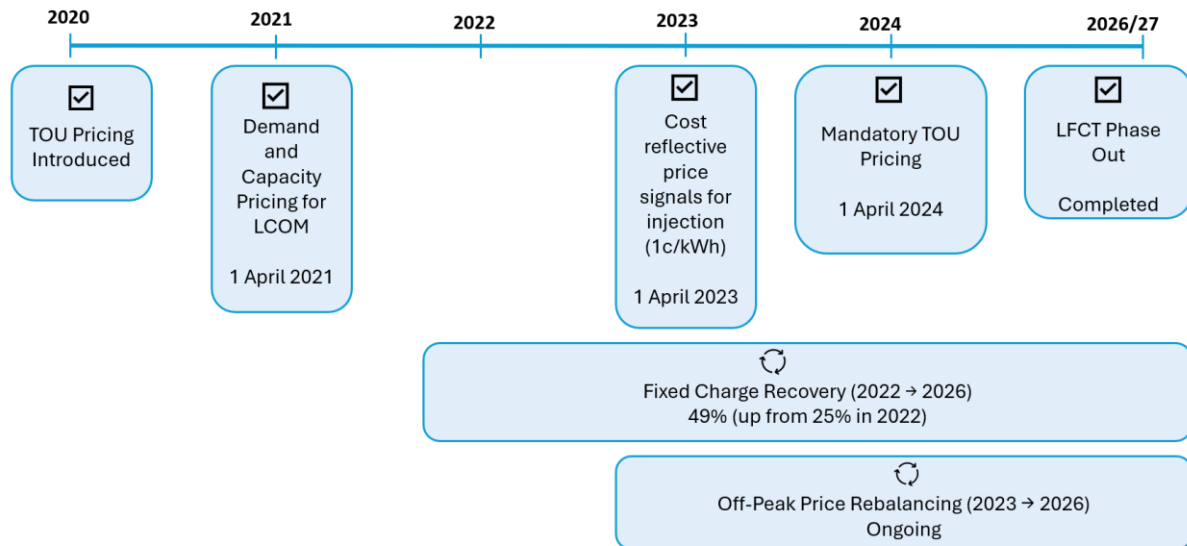 2020
2021
2022
2023
2024
2026/27
TOU Pricing
Introduced
Demand
and
Capacity
Pricing for
LCOM
1 April 2021
Cost
reflective
price
signals for
injection
(1c/kWh)
1 April 2023
Mandatory TOU
Pricing
1 April 2024
LFCT Phase
Out
Completed
Fixed Charge Recovery (2022 → 2026)
49% (up from 25% in 2022)
Off-Peak Price Rebalancing (2023 → 2026)
Ongoing